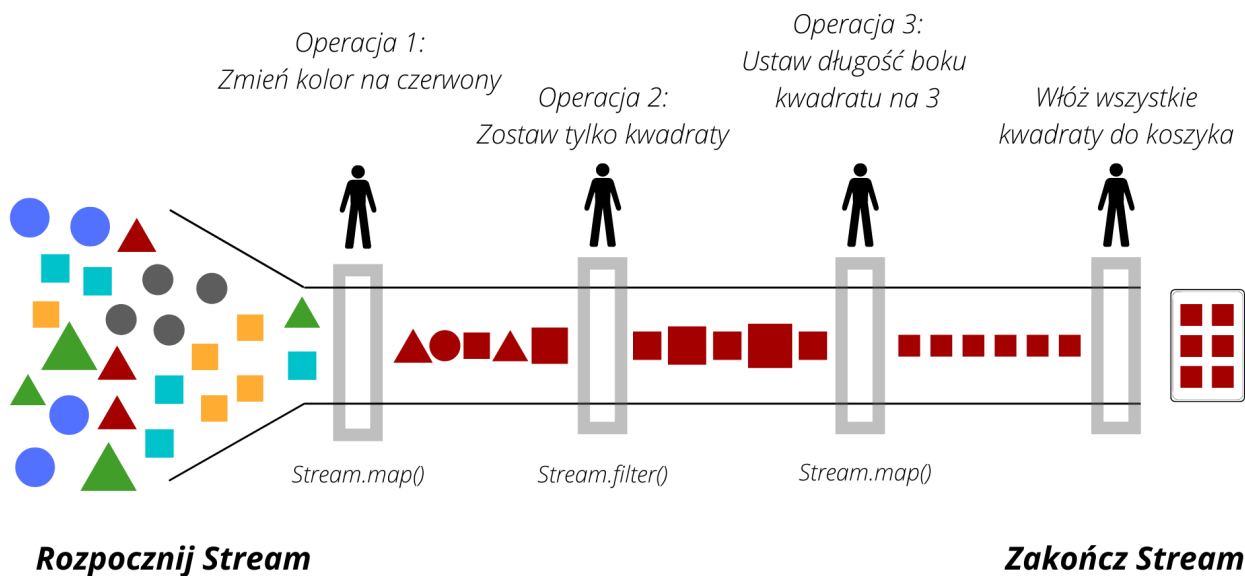 Operacja 1:
Zmień kolor na czerwony
Operacja 2:
Zostaw tylko kwadraty
Operacja 3:
Ustaw długość boku
kwadratu na 3
Włóż wszystkie
kwadraty do koszyka
Stream.map()
Stream.filter()
Stream.map()
Rozpocznij Stream
Zakończ Stream